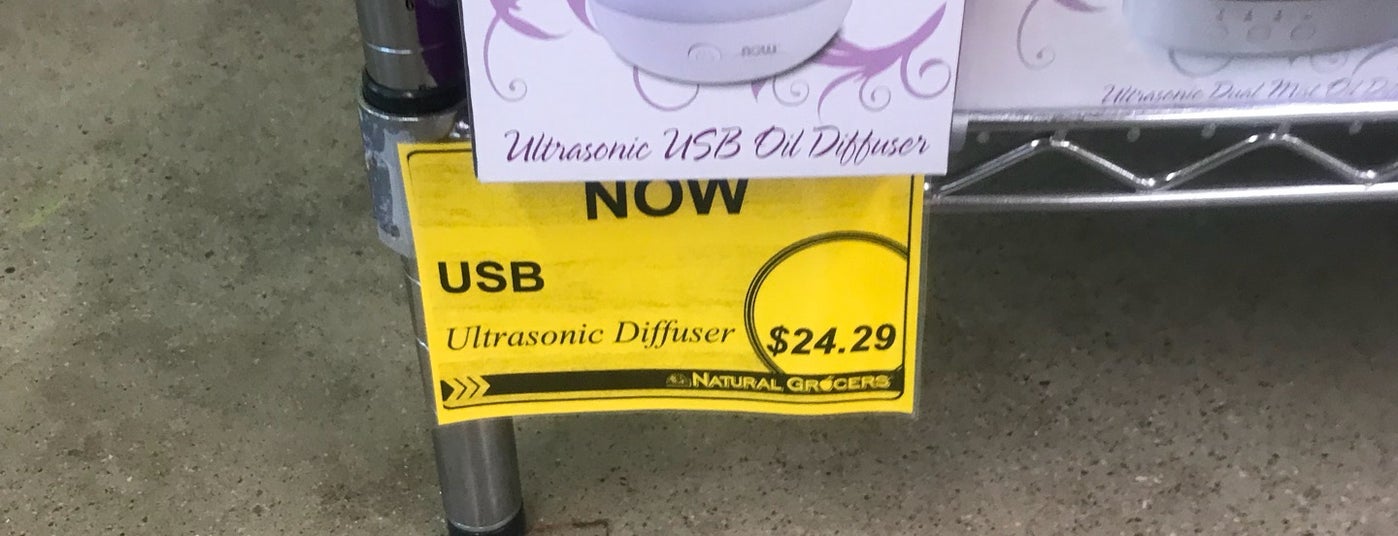 now
Ultrasonic USB Oil Diffuser
Ultrasonic Dual Mist Oil
NOW
USB
Ultrasonic Diffuser
$24.29
NATURAL GROCERS